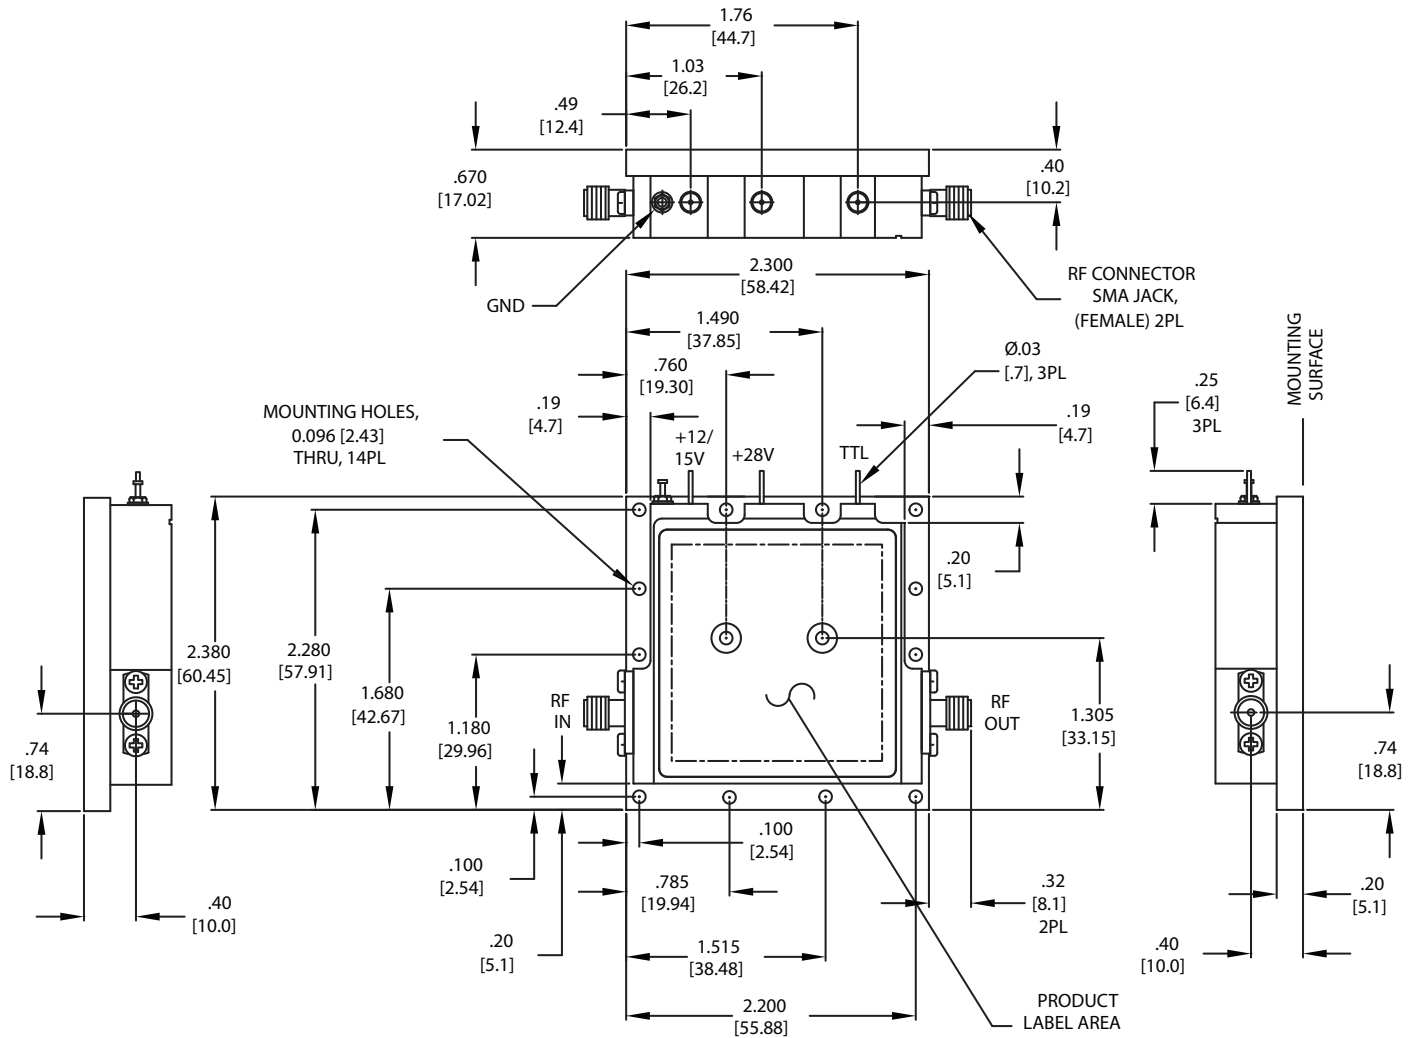 1.76
[44.7]
1.03
[26.2]
.49
[12.4]
.670
[17.02]
.40
[10.2]
GND
2.300
[58.42]
RF CONNECTOR
SMA JACK,
(FEMALE) 2PL
1.490
[37.85]
Ø.03
[.7], 3PL
.760
[19.30]
.19
[4.7]
.19
[4.7]
MOUNTING HOLES,
0.096 [2.43]
THRU, 14PL
+12/
15V
+28V
TTL
.25
[6.4]
3PL
MOUNTING
SURFACE
.20
[5.1]
2.380
[60.45]
2.280
[57.91]
1.680
[42.67]
1.180
[29.96]
RF
IN
RF
OUT
1.305
[33.15]
.74
[18.8]
.74
[18.8]
.100
[2.54]
.100
[2.54]
.785
[19.94]
.32
[8.1]
2PL
.40
[10.0]
.20
[5.1]
.20
[5.1]
1.515
[38.48]
.40
[10.0]
2.200
[55.88]
PRODUCT
LABEL AREA